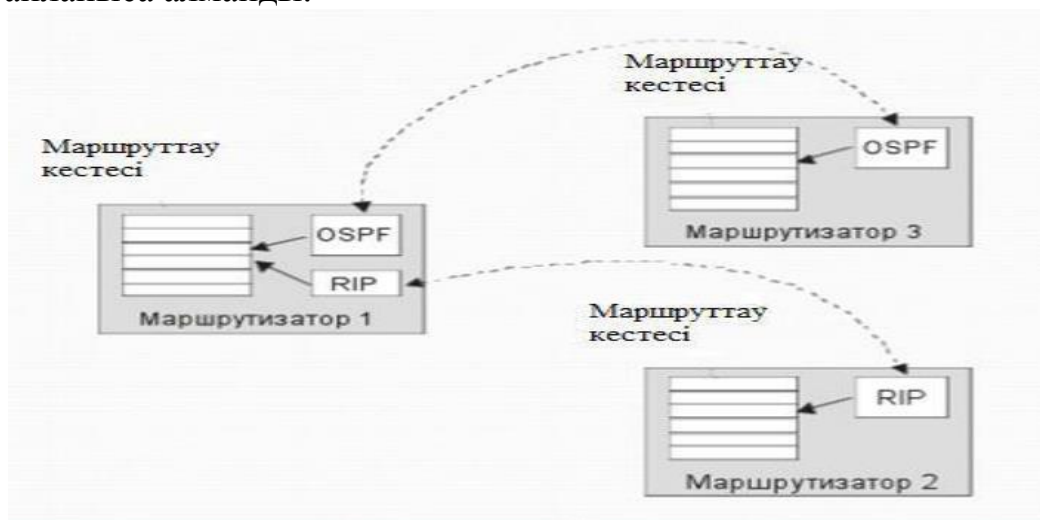 Маршруттау
кестесі
OSPF
Маршрутизатор 3
Маршруттау
кестесі
OSPF
RIP
Маршрутизатор 1
Маршруттау
кестесі
RIP
Маршрутизатор 2